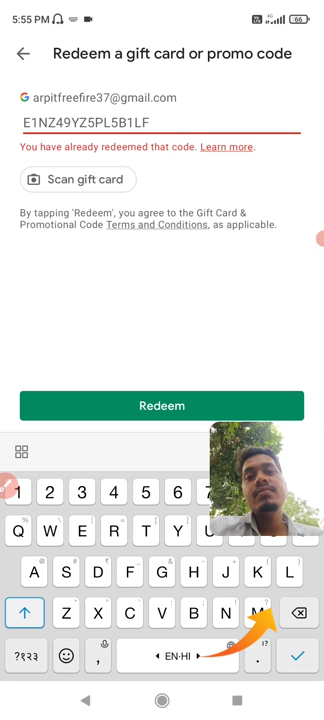 5:55 PM
4G
66
Redeem a gift card or promo code
G arpitfreefire37@gmail.com
E1NZ49YZ5PL5B1LF
You have already redeemed that code. Learn more.
Scan gift card
By tapping 'Redeem', you agree to the Gift Card &
Promotional Code Terms and Conditions, as applicable.
Redeem
1 2 3 4 5 6 7
Q W E R T Y U
A S D F G H J K L
Z X C V B N M
?१२३ , EN·HI .